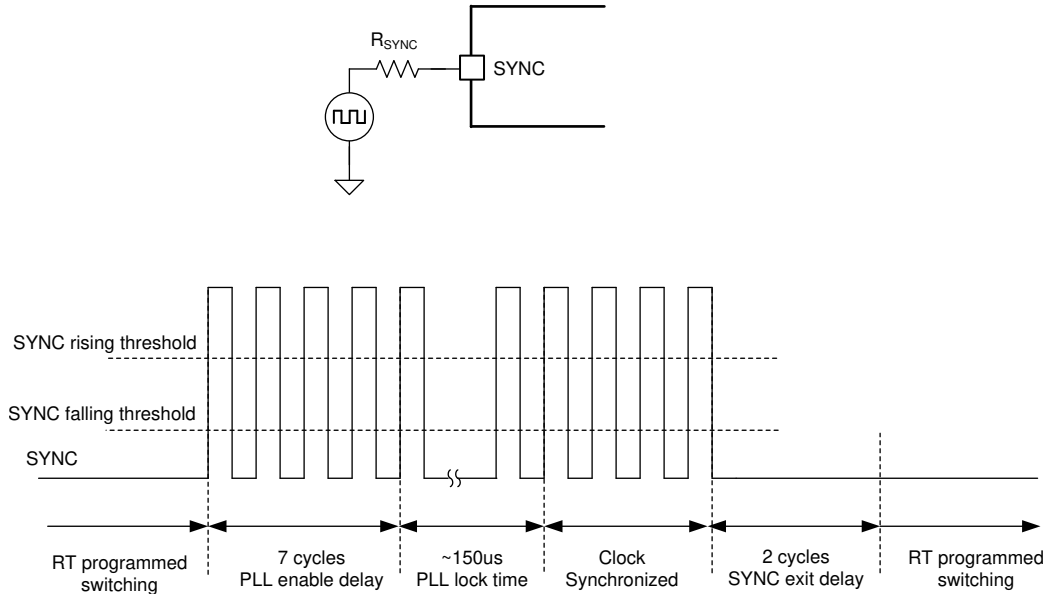 RSYNC
SYNC
SYNC rising threshold
SYNC falling threshold
SYNC
RT programmed
switching
7 cycles
PLL enable delay
~150us
PLL lock time
Clock
Synchronized
2 cycles
SYNC exit delay
RT programmed
switching